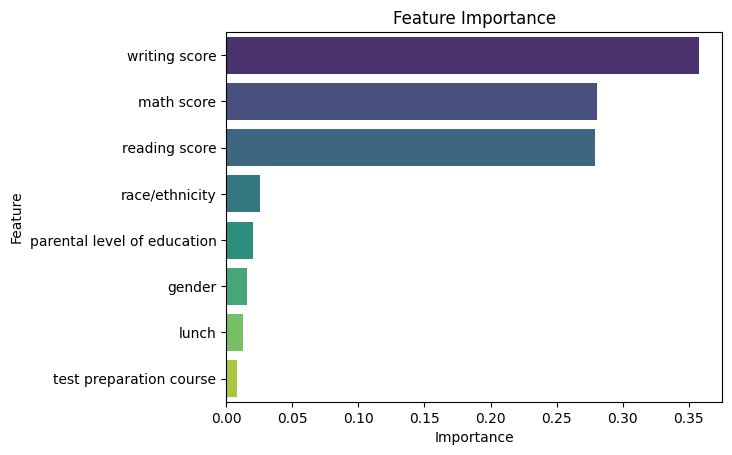 Feature Importance
writing score
math score
reading score
race/ethnicity
parental level of education
gender
lunch
test preparation course
Feature
0.00 0.05 0.10 0.15 0.20 0.25 0.30 0.35
Importance